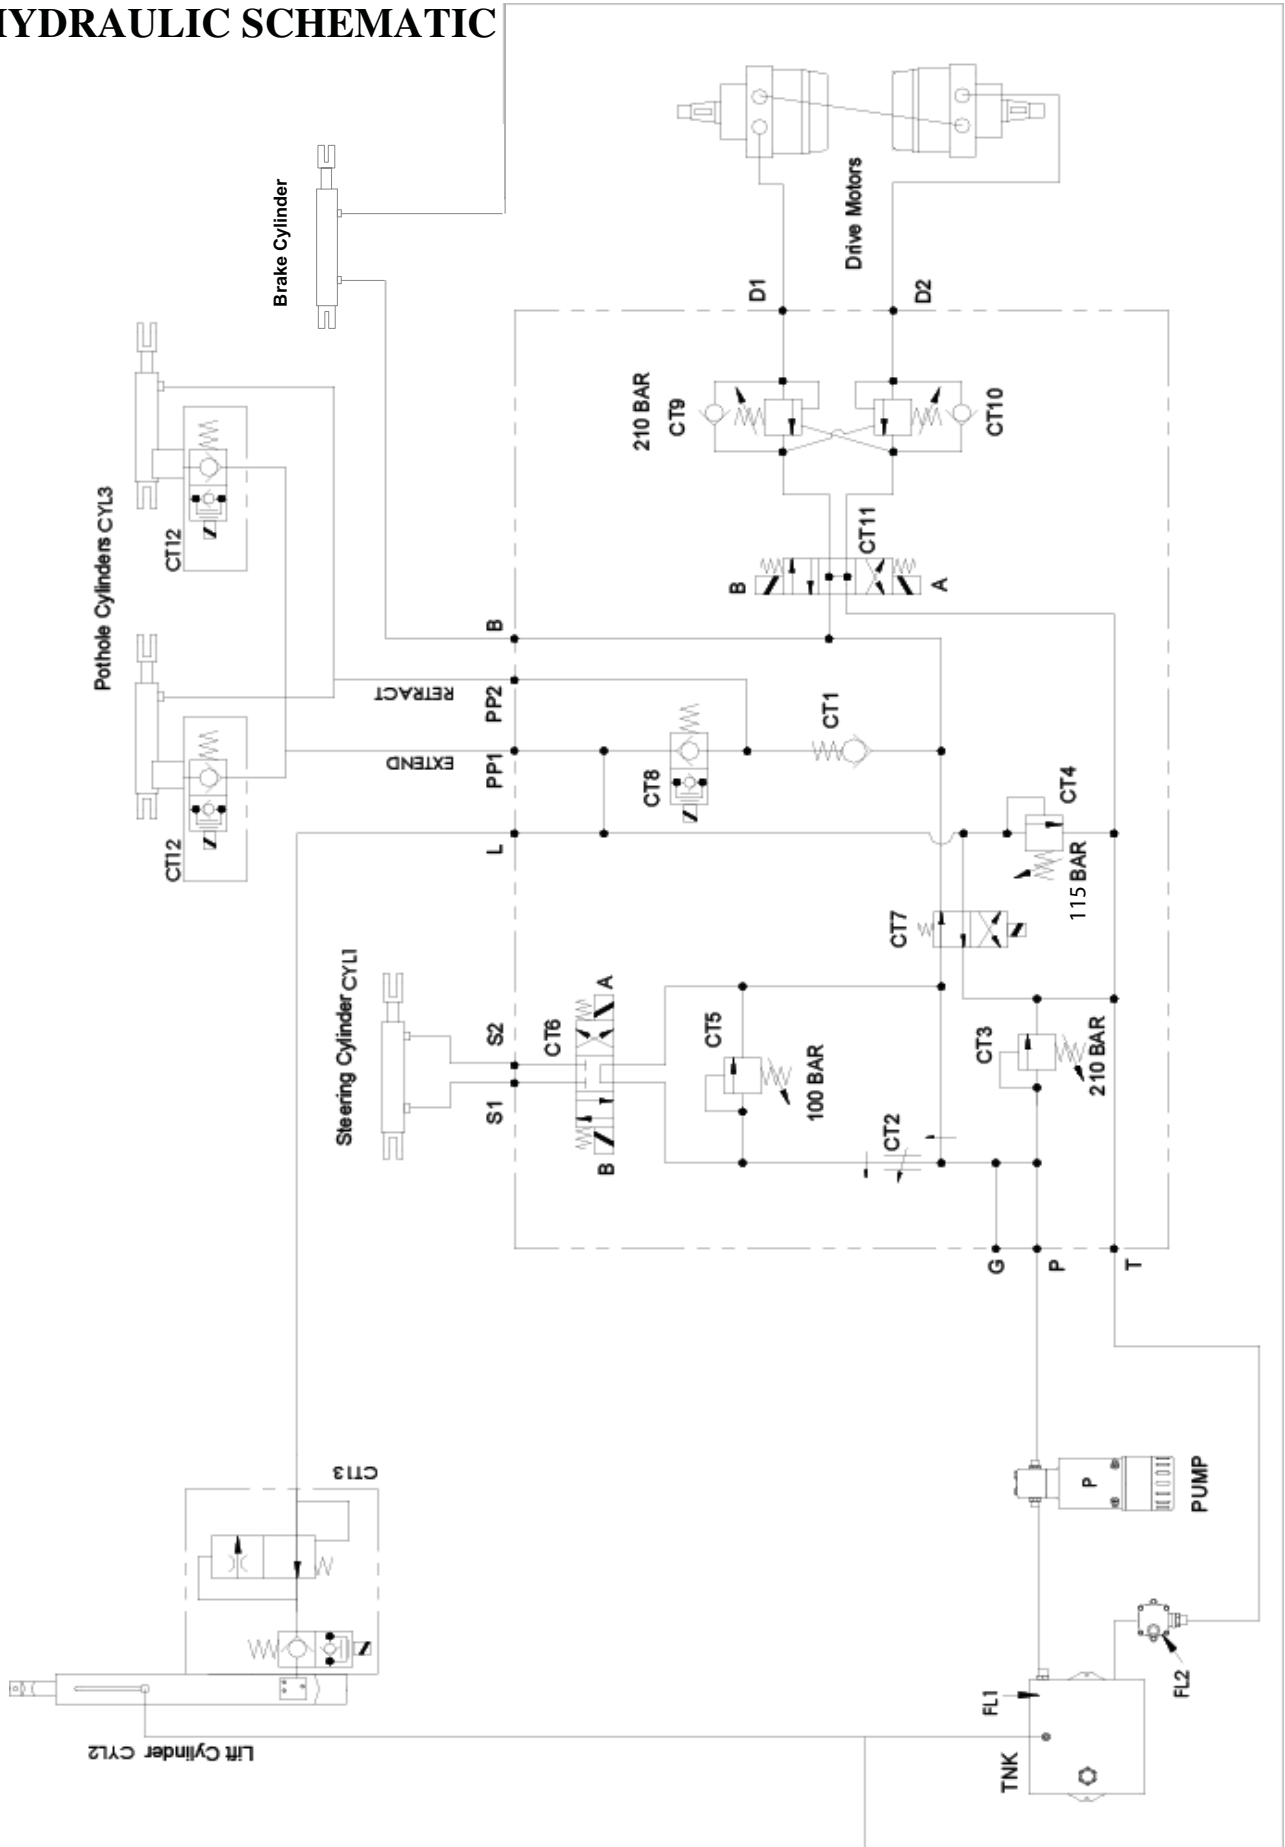 HYDRAULIC SCHEMATIC
Brake Cylinder
Drive Motors
D1
D2
Pothole Cylinders CYL3
CT12
CT12
210 BAR
CT9
CT10
CT11
B
A
B
RETRACT
PP2
EXTEND
PP1
L
CT8
CT1
CT4
115 BAR
CT7
Steering Cylinder CYL1
S2
S1
CT6
A
B
CT5
100 BAR
CT2
CT3
210 BAR
G
P
T
CT13
P
PUMP
Lift Cylinder CYL2
FL1
FL2
TNK